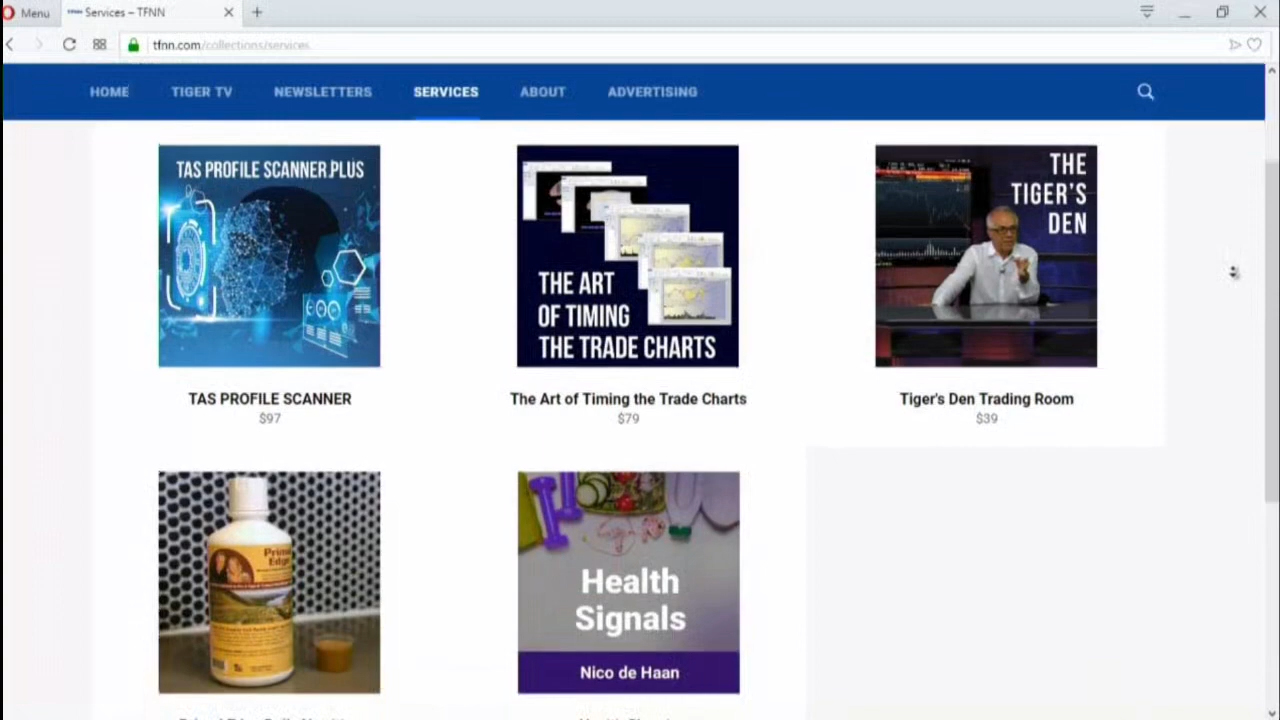 Menu
Services – TFNN
tfnn.com/collections/services
HOME TIGER TV NEWSLETTERS SERVICES ABOUT ADVERTISING
TAS PROFILE SCANNER PLUS
THE ART
OF TIMING
THE TRADE CHARTS
THE
TIGER'S
DEN
TAS PROFILE SCANNER
$97
The Art of Timing the Trade Charts
$79
Tiger's Den Trading Room
$39
Edge
Health
Signals
Nico de Haan